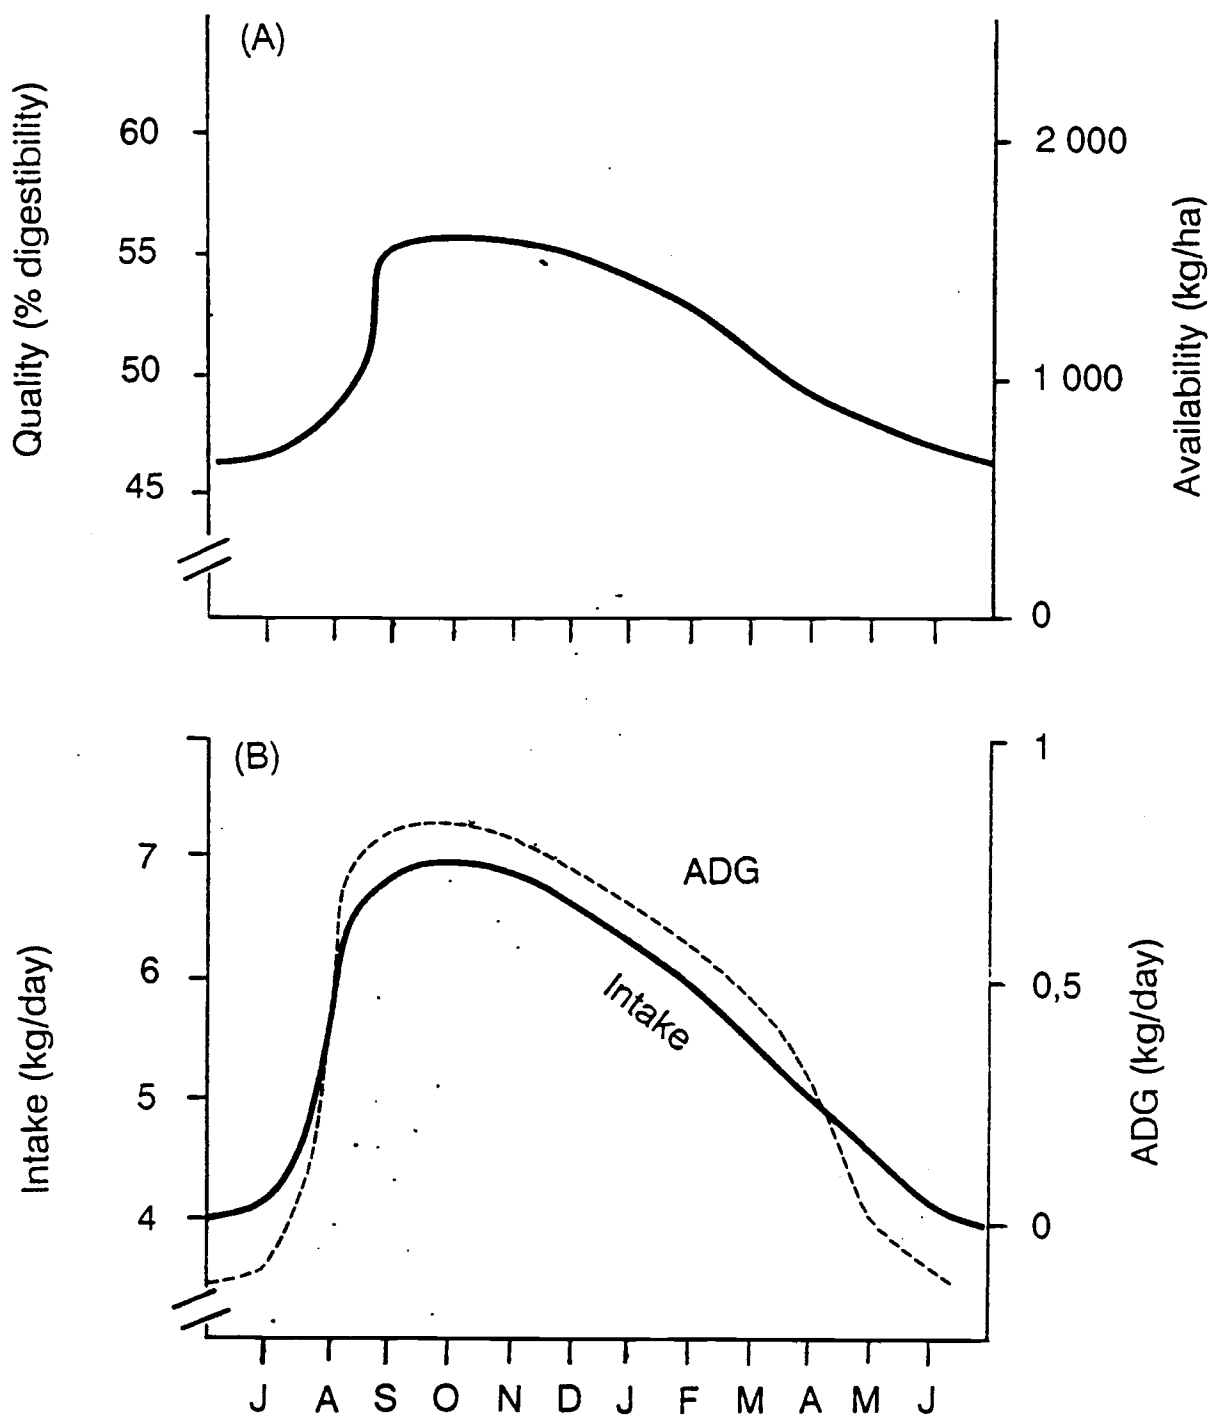 (A)
Quality (% digestibility)
60
55
50
45
2 000
1 000
0
Availability (kg/ha)
(B)
Intake (kg/day)
7
6
5
4
ADG
Intake
1
0,5
0
ADG (kg/day)
J A S O N D J F M A M J